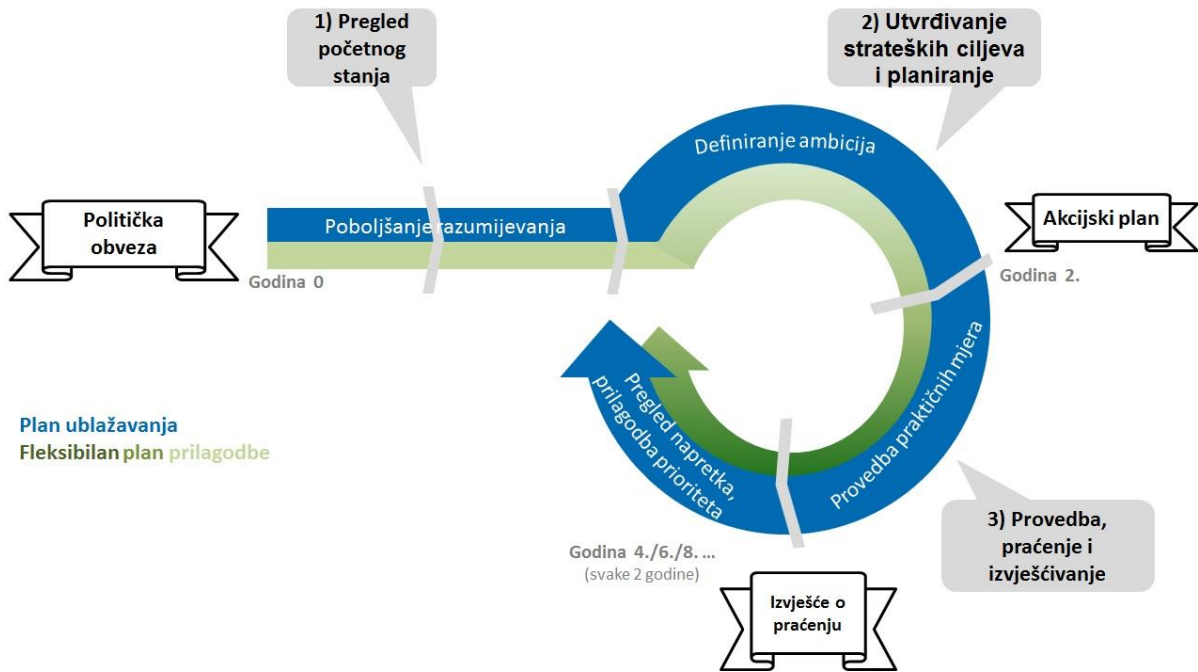 1) Pregled
početnog
stanja
2) Utvrđivanje
strateških ciljeva
i planiranje
Definiranje ambicija
Politička
obveza
Poboljšanje razumijevanja
Akcijski plan
Godina 0
Godina 2.
Pregled napretka,
prilagodba prioriteta
Provedba praktičnih mjera
Plan ublažavanja
Fleksibilan plan prilagodbe
3) Provedba,
praćenje i
izvješćivanje
Godina 4./6./8. ...
(svake 2 godine)
Izvješće o
praćenju